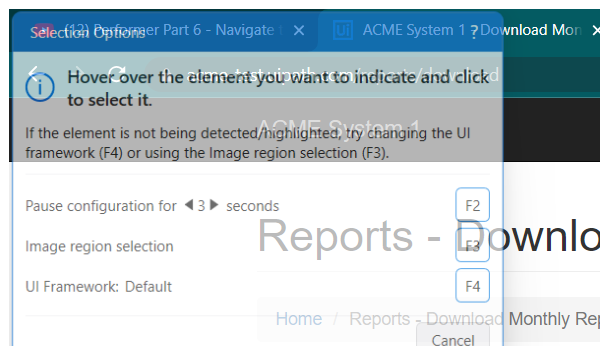 Selection Options
(12) Performer Part 6 - Navigate
ACME System 1 - Download Mon
?
Hover over the element you want to indicate and click
to select it.
ACME System 1
If the element is not being detected/highlighted, try changing the UI
framework (F4) or using the Image region selection (F3).
Pause configuration for 3 seconds
F2
Image region selection
F3
Reports - Downlo
UI Framework: Default
F4
Home / Reports - Download Monthly Rep
Cancel